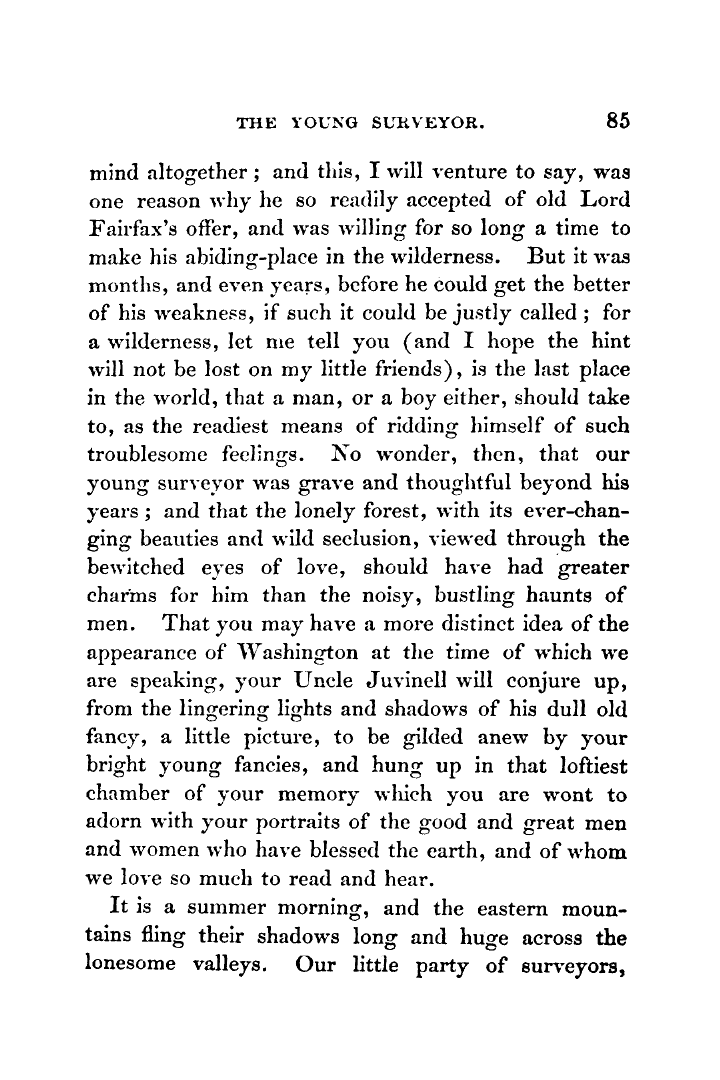 THE YOUNG SURVEYOR. 85
mind altogether ; and this, I will venture to say, was
one reason why he so readily accepted of old Lord
Fairfax's offer, and was willing for so long a time to
make his abiding-place in the wilderness. But it was
months, and even years, before he could get the better
of his weakness, if such it could be justly called ; for
a wilderness, let me tell you (and I hope the hint
will not be lost on my little friends), is the last place
in the world, that a man, or a boy either, should take
to, as the readiest means of ridding himself of such
troublesome feelings. No wonder, then, that our
young surveyor was grave and thoughtful beyond his
years ; and that the lonely forest, with its ever-chan-
ging beauties and wild seclusion, viewed through the
bewitched eyes of love, should have had greater
charms for him than the noisy, bustling haunts of
men. That you may have a more distinct idea of the
appearance of Washington at the time of which we
are speaking, your Uncle Juvinell will conjure up,
from the lingering lights and shadows of his dull old
fancy, a little picture, to be gilded anew by your
bright young fancies, and hung up in that loftiest
chamber of your memory which you are wont to
adorn with your portraits of the good and great men
and women who have blessed the earth, and of whom
we love so much to read and hear.
It is a summer morning, and the eastern moun-
tains fling their shadows long and huge across the
lonesome valleys. Our little party of surveyors,